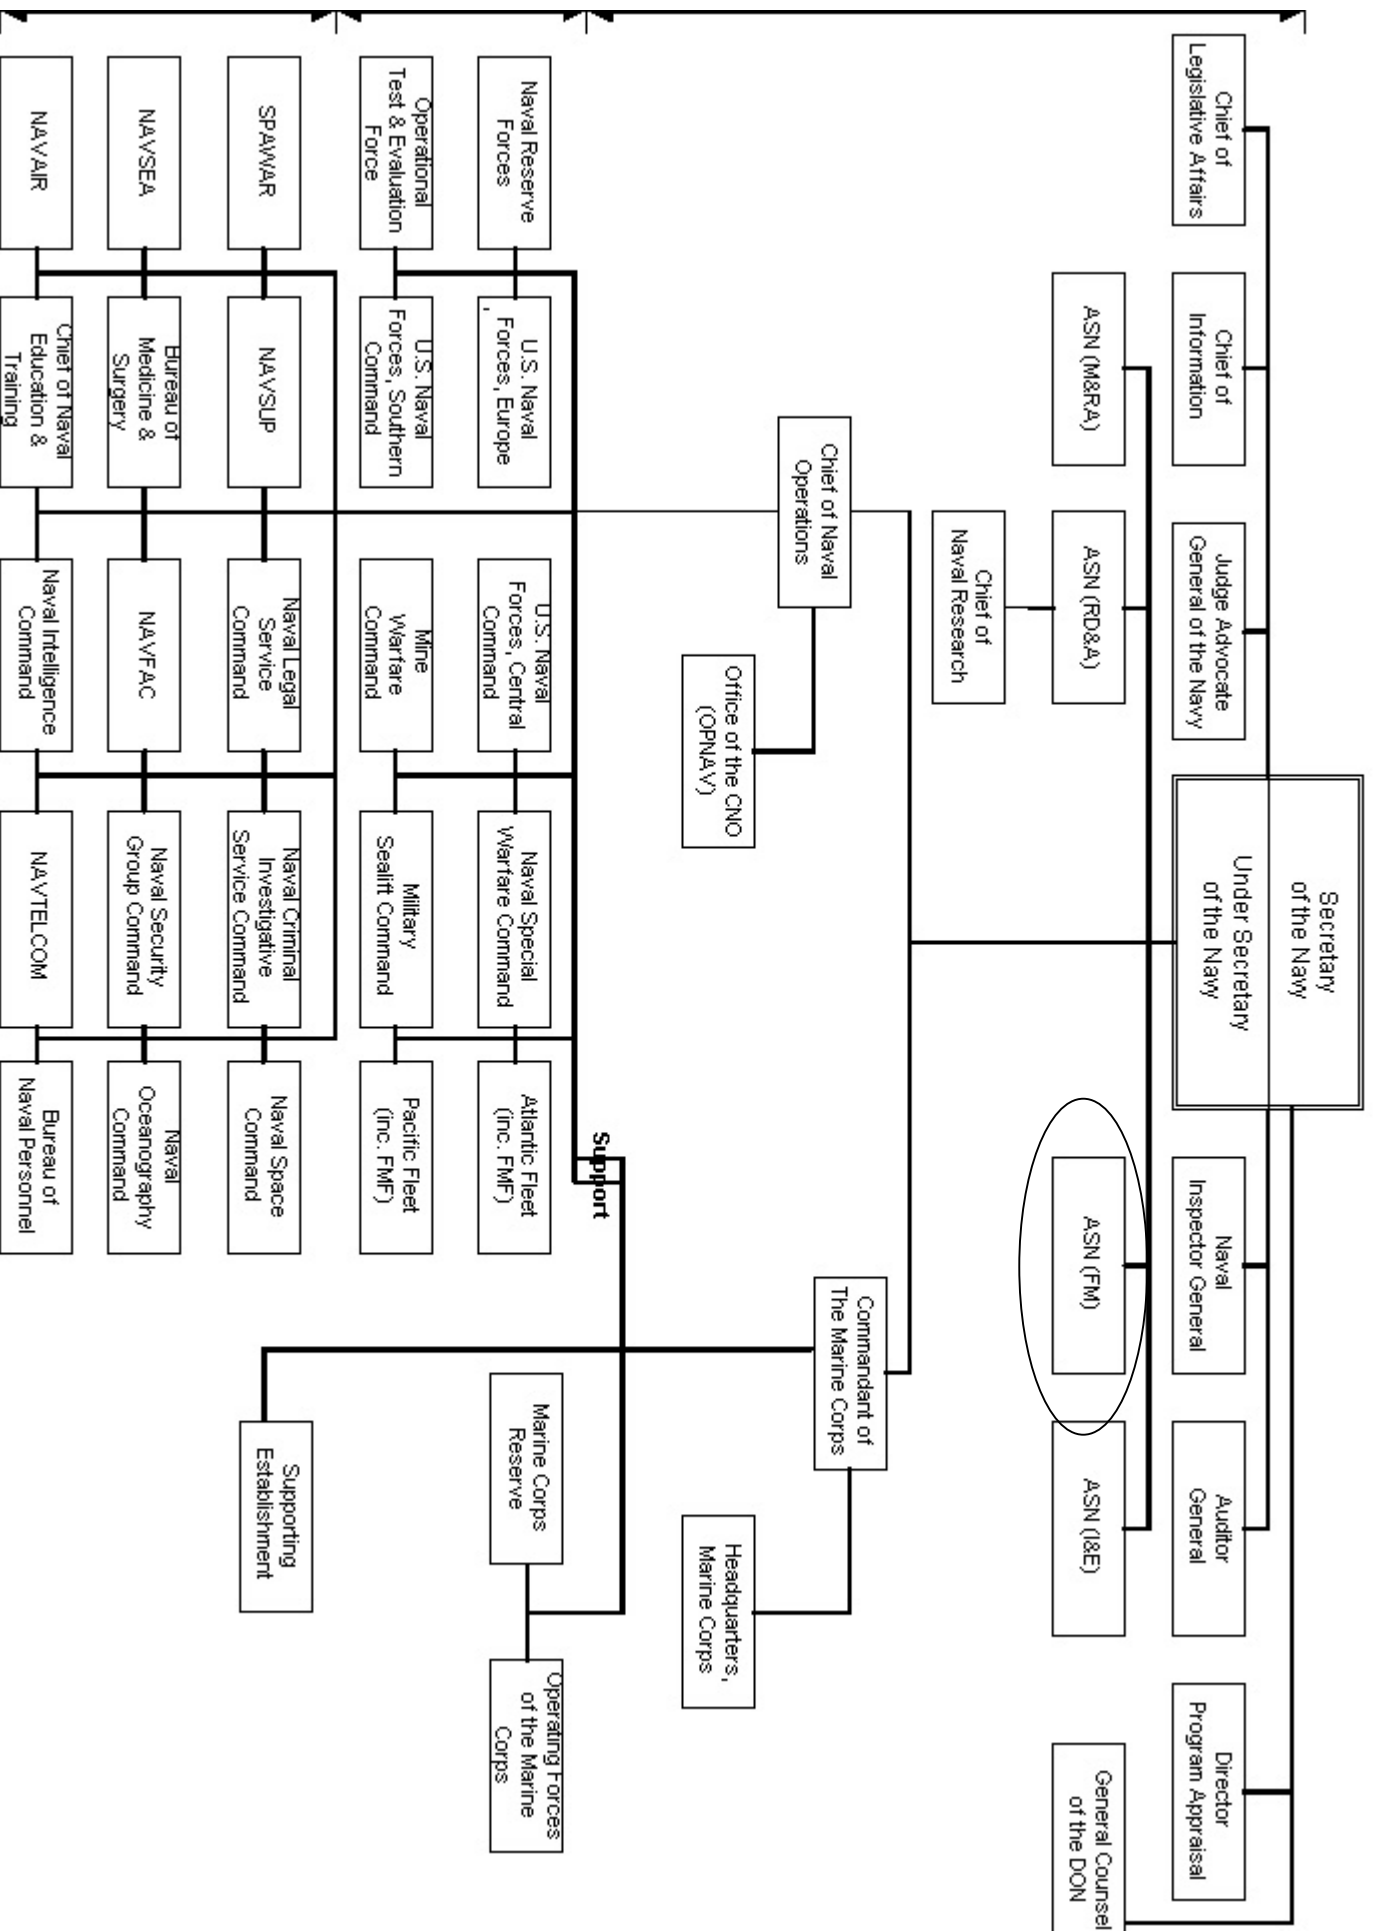 Secretary
of the Navy
Under Secretary
of the Navy
Chief of
Legislative Affairs
Chief of
Information
Judge Advocate
General of the Navy
Naval
Inspector General
Auditor
General
Director
Program Appraisal
ASN (M&RA)
ASN (RD&A)
ASN (FM)
ASN (I&E)
General Counsel
of the DON
Chief of
Naval Research
Chief of Naval
Operations
Commandant of
The Marine Corps
Office of the CNO
(OPNAV)
Headquarters,
Marine Corps
Support
Naval Reserve
Forces
U.S. Naval
Forces, Europe
,
U.S. Naval
Forces, Central
Command
Naval Special
Warfare Command
Atlantic Fleet
(inc. FMF)
Marine Corps
Reserve
Operating Forces
of the Marine
Corps
Operational
Test & Evaluation
Force
U.S. Naval
Forces, Southern
Command
Mine
Warfare
Command
Military
Sealift Command
Pacific Fleet
(inc. FMF)
SPAWAR
NAVSUP
Naval Legal
Service
Command
Naval Criminal
Investigative
Service Command
Naval Space
Command
Supporting
Establishment
NAVSEA
Bureau of
Medicine &
Surgery
NAVFAC
Naval Security
Group Command
Naval
Oceanography
Command
NAVAIR
Chief of Naval
Education &
Training
Naval Intelligence
Command
NAVTELCOM
Bureau of
Naval Personnel